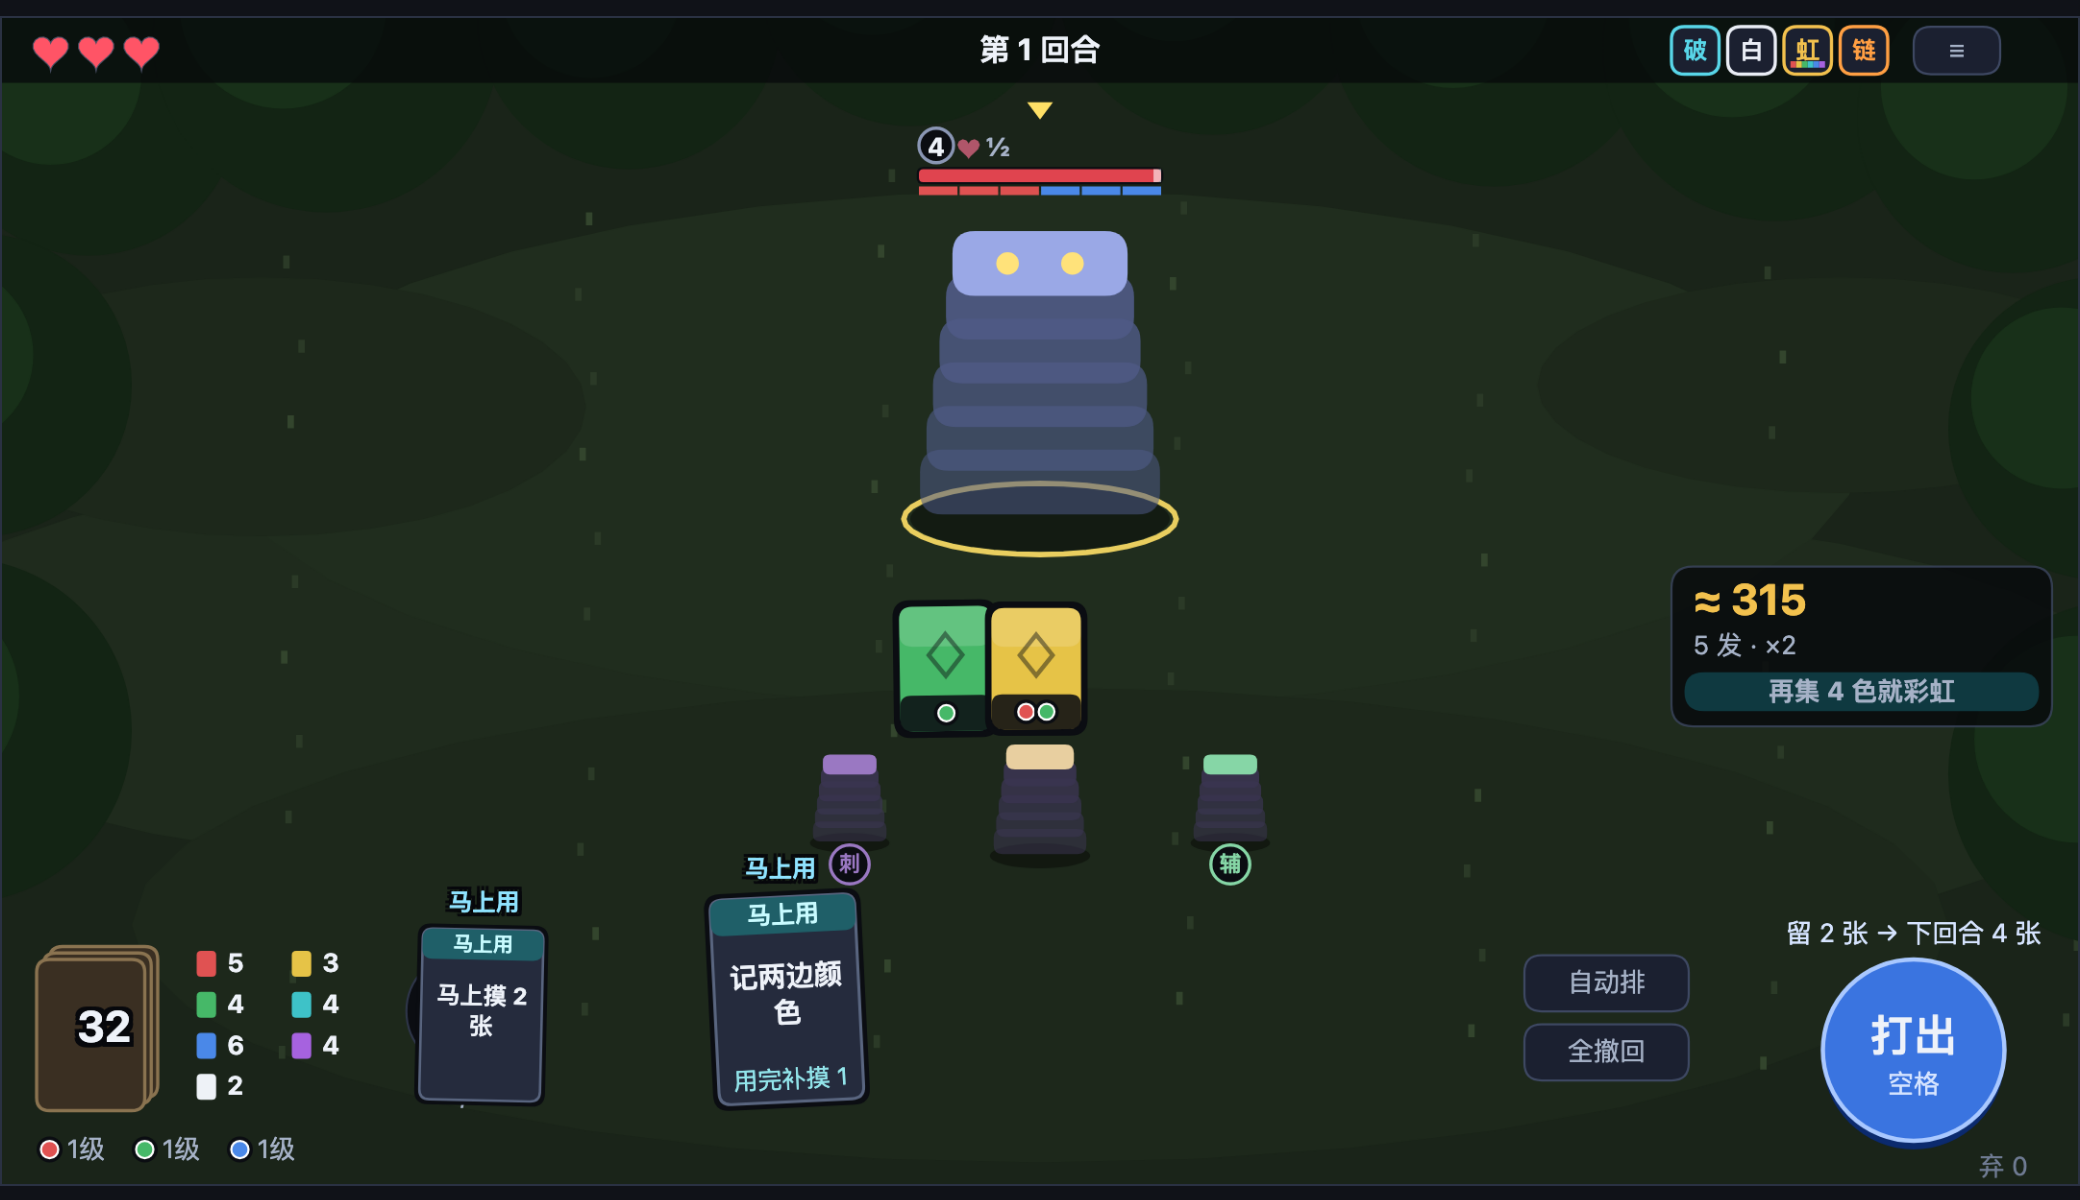 第 1 回合
破 白 虹 链 ≡
4 ½
≈ 315
5 发 · ×2
再集 4 色就彩虹
刺
辅
马上用
马上用
马上摸 2
张
马上用
马上用
记两边颜
色
用完补摸 1
32
5 3
4 4
6 4
2
1级 1级 1级
留 2 张 → 下回合 4 张
自动排
全撤回
打出
空格
弃 0